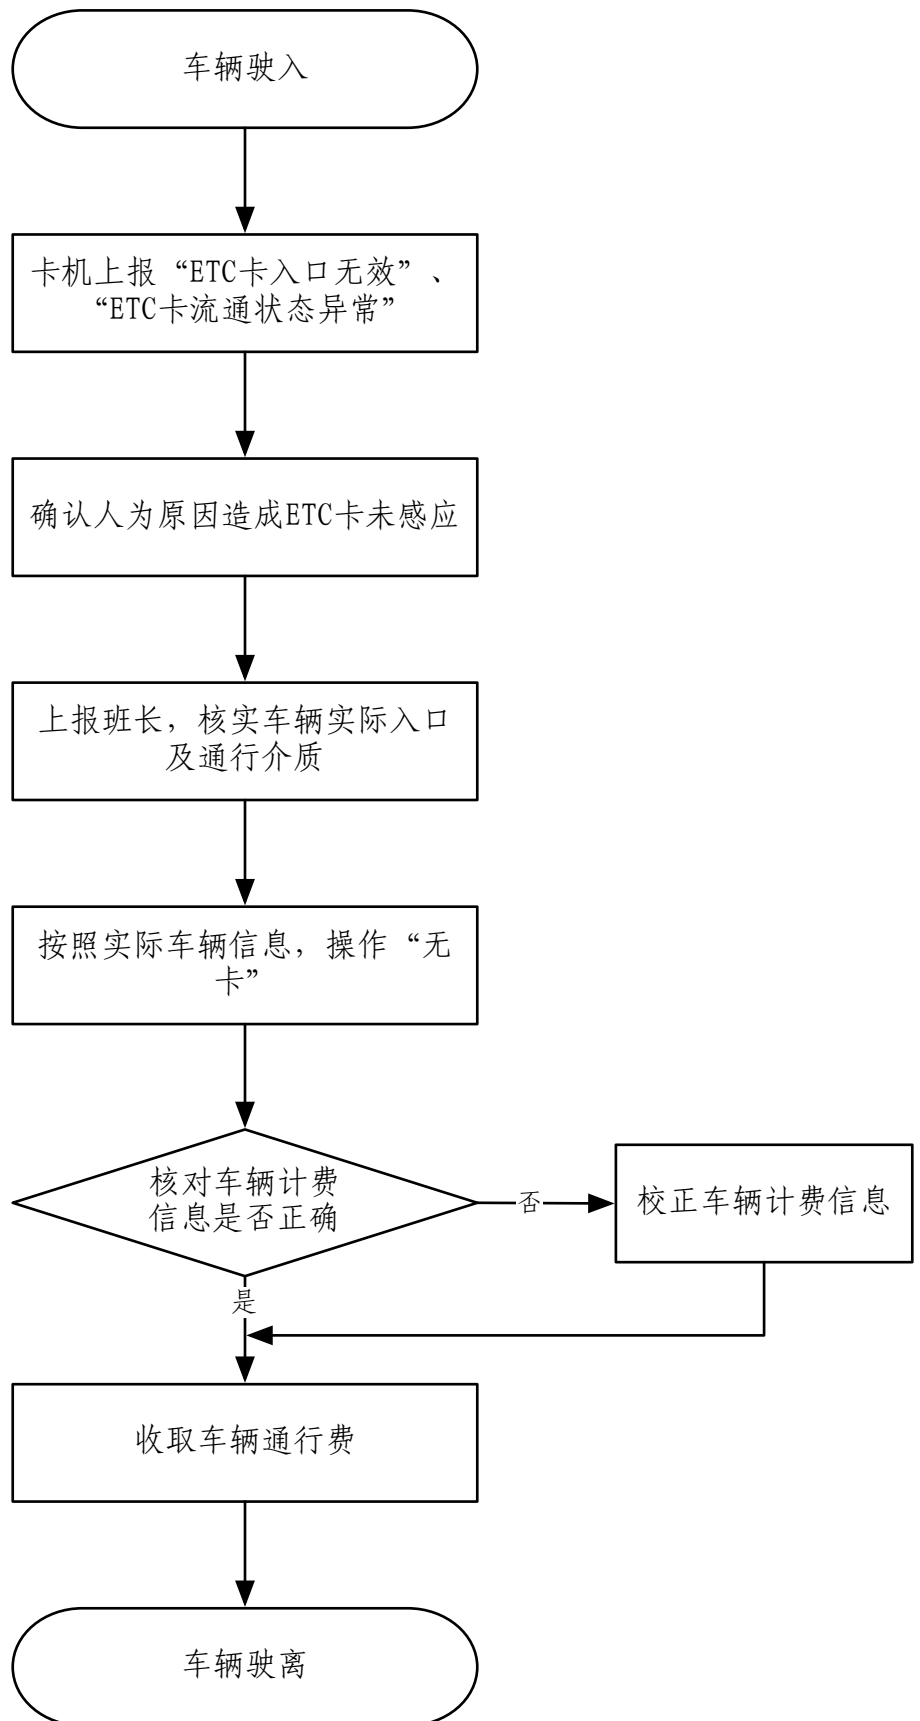 车辆驶入
卡机上报“ETC卡入口无效”、
“ETC卡流通状态异常”
确认人为原因造成ETC卡未感应
上报班长，核实车辆实际入口
及通行介质
按照实际车辆信息，操作“无
卡”
核对车辆计费
信息是否正确
否
校正车辆计费信息
是
收取车辆通行费
车辆驶离